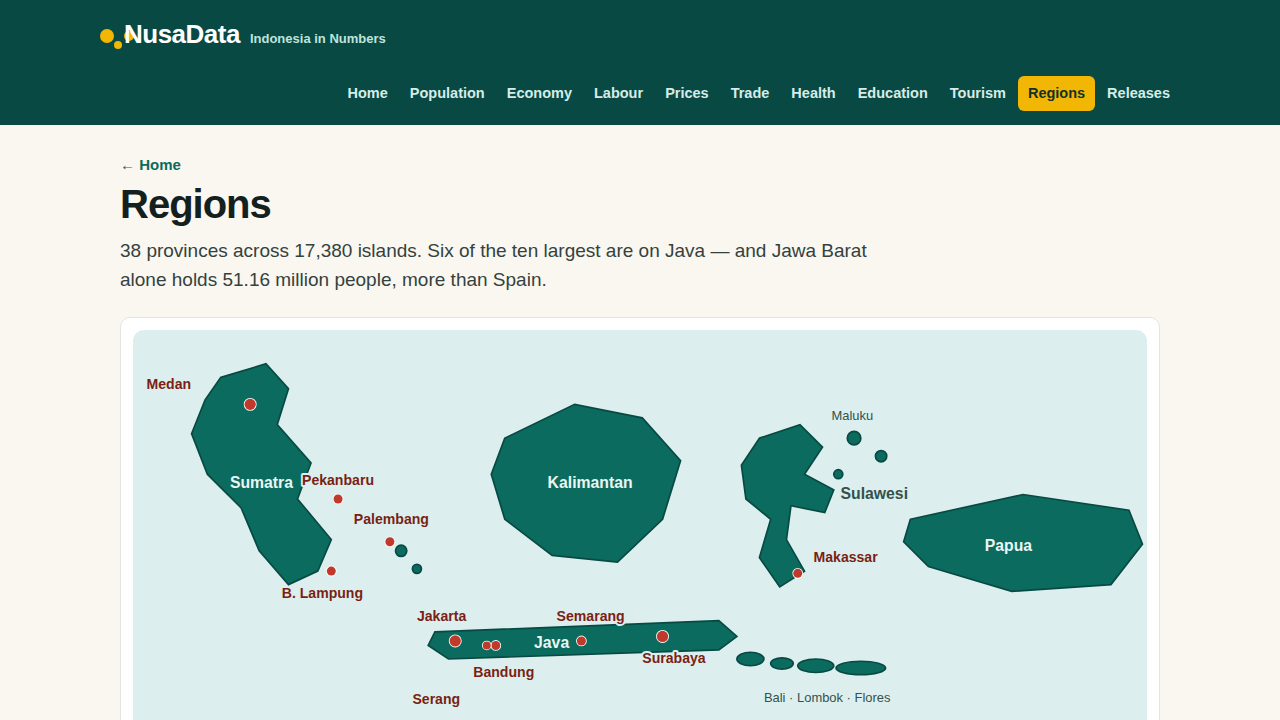 NusaData Indonesia in Numbers
Home Population Economy Labour Prices Trade Health Education Tourism Regions Releases
← Home
Regions
38 provinces across 17,380 islands. Six of the ten largest are on Java — and Jawa Barat
alone holds 51.16 million people, more than Spain.
Medan
Maluku
Sumatra
Pekanbaru
Kalimantan
Sulawesi
Palembang
Papua
Makassar
B. Lampung
Jakarta
Semarang
Java
Surabaya
Bandung
Serang
Bali · Lombok · Flores